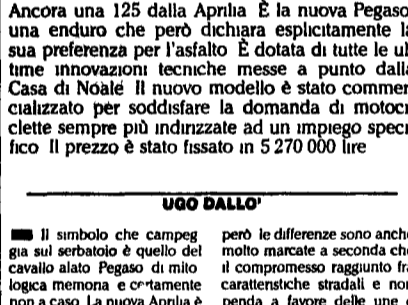 Ancora una 125 dalla Aprilia È la nuova Pegaso
una enduro che però dichiara esplicitamente la
sua preferenza per l'asfalto È dotata di tutte le ul
time innovazioni tecniche messe a punto dalla
Casa di Noale Il nuovo modello è stato commer
cializzato per soddisfare la domanda di motoci
clette sempre più indirizzate ad un impiego speci
fico Il prezzo è stato fissato in 5 270 000 lire
UGO DALLO'
Il simbolo che campeg
gia sul serbatoio è quello del
cavallo alato Pegaso di mito
logica memoria e certamente
non a caso La nuova Aprilia è
però le differenze sono anche
molto marcate a seconda che
il compromesso raggiunto fra
caratteristiche stradali e non
penda a favore delle une